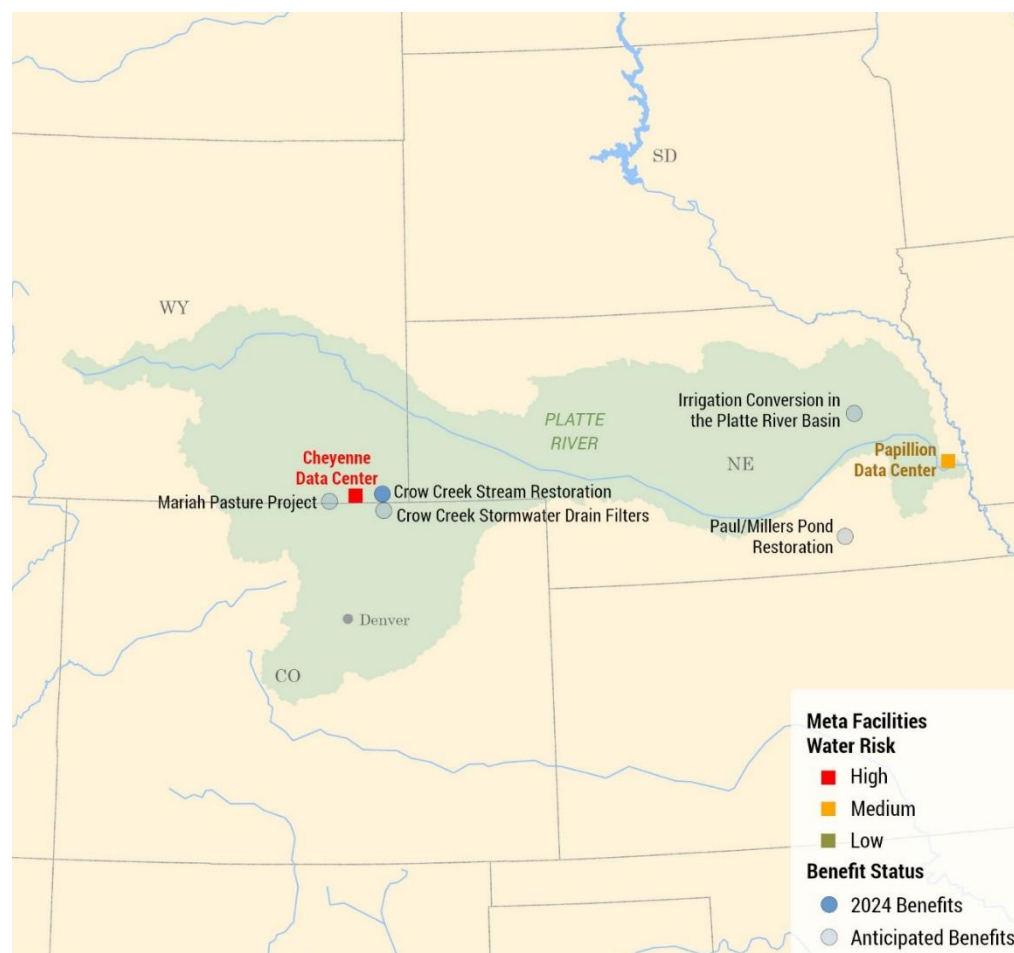 SD
WY
Irrigation Conversion in
the Platte River Basin
PLATTE
RIVER
NE
Papillion
Data Center
Cheyenne
Data Center
Crow Creek Stream Restoration
Mariah Pasture Project
Crow Creek Stormwater Drain Filters
Paul/Millers Pond
Restoration
Denver
CO
Meta Facilities
Water Risk
High
Medium
Low
Benefit Status
2024 Benefits
Anticipated Benefits